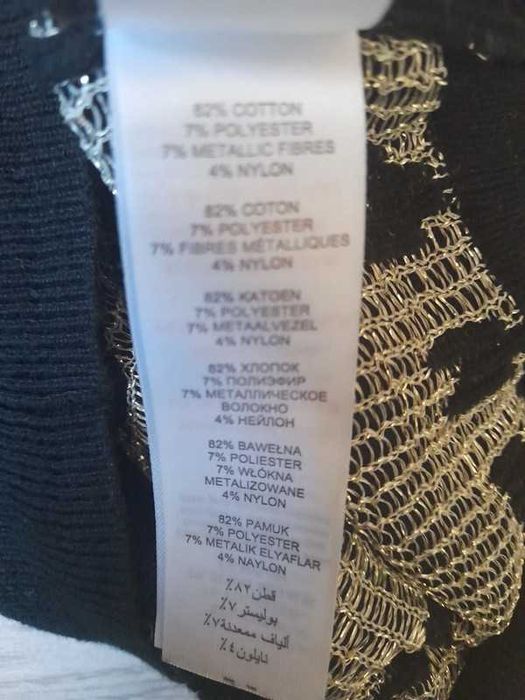 82% COTTON
7% POLYESTER
7% METALLIC FIBRES
4% NYLON
82% COTON
7% POLYESTER
7% FIBRES MÉTALLIQUES
4% NYLON
82% KATOEN
7% POLYESTER
7% METAALVEZEL
4% NYLON
82% ХЛОПОК
7% ПОЛИЭФИР
7% МЕТАЛЛИЧЕСКОЕ
ВОЛОКНО
4% НЕЙЛОН
82% BAWEŁNA
7% POLIESTER
7% WŁÓKNA
METALIZOWANE
4% NYLON
82% PAMUK
7% POLYESTER
7% METALIK ELYAFLAR
4% NAYLON
قطن ٨٢٪
بوليستر ٧٪
ألياف ممعدنة ٧٪
نايلون ٤٪